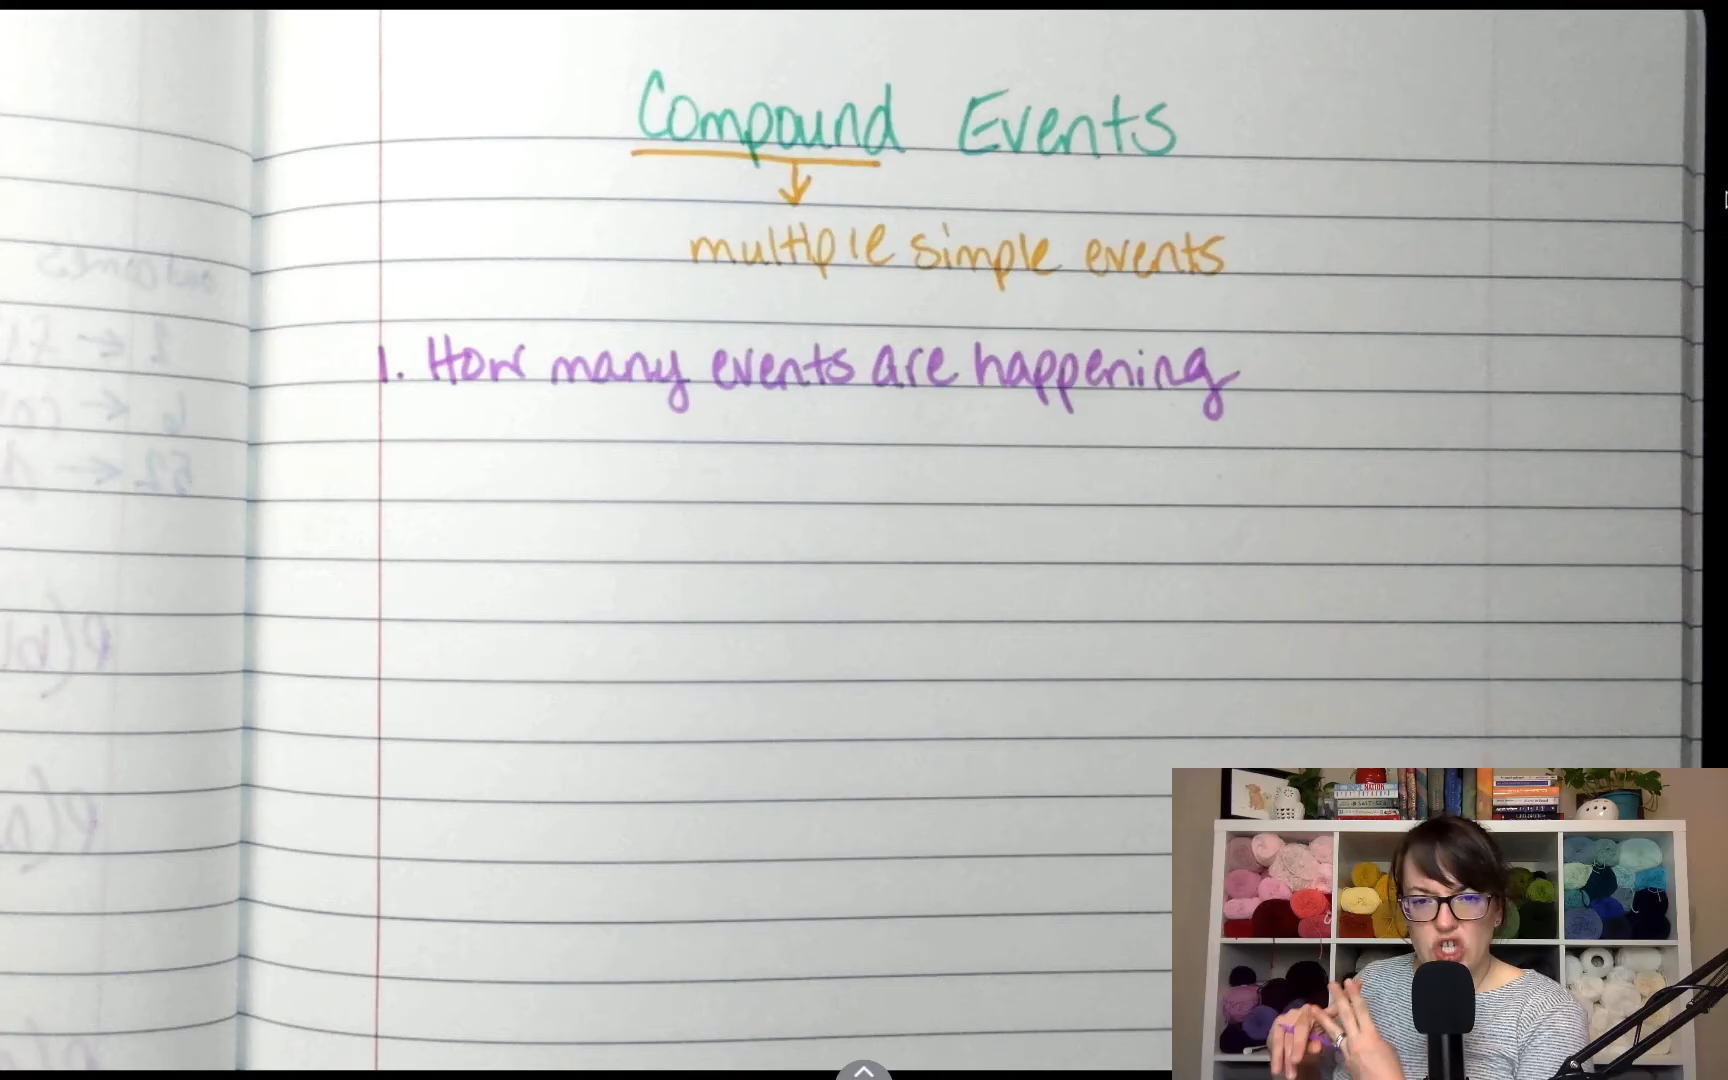 Compound Events
multiple simple events
1. How many events are happening